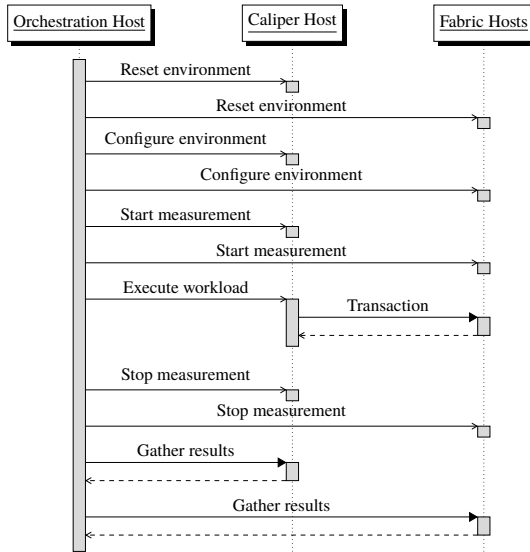 Orchestration Host
Caliper Host
Fabric Hosts
Reset environment
Reset environment
Configure environment
Configure environment
Start measurement
Start measurement
Execute workload
Transaction
Stop measurement
Stop measurement
Gather results
Gather results